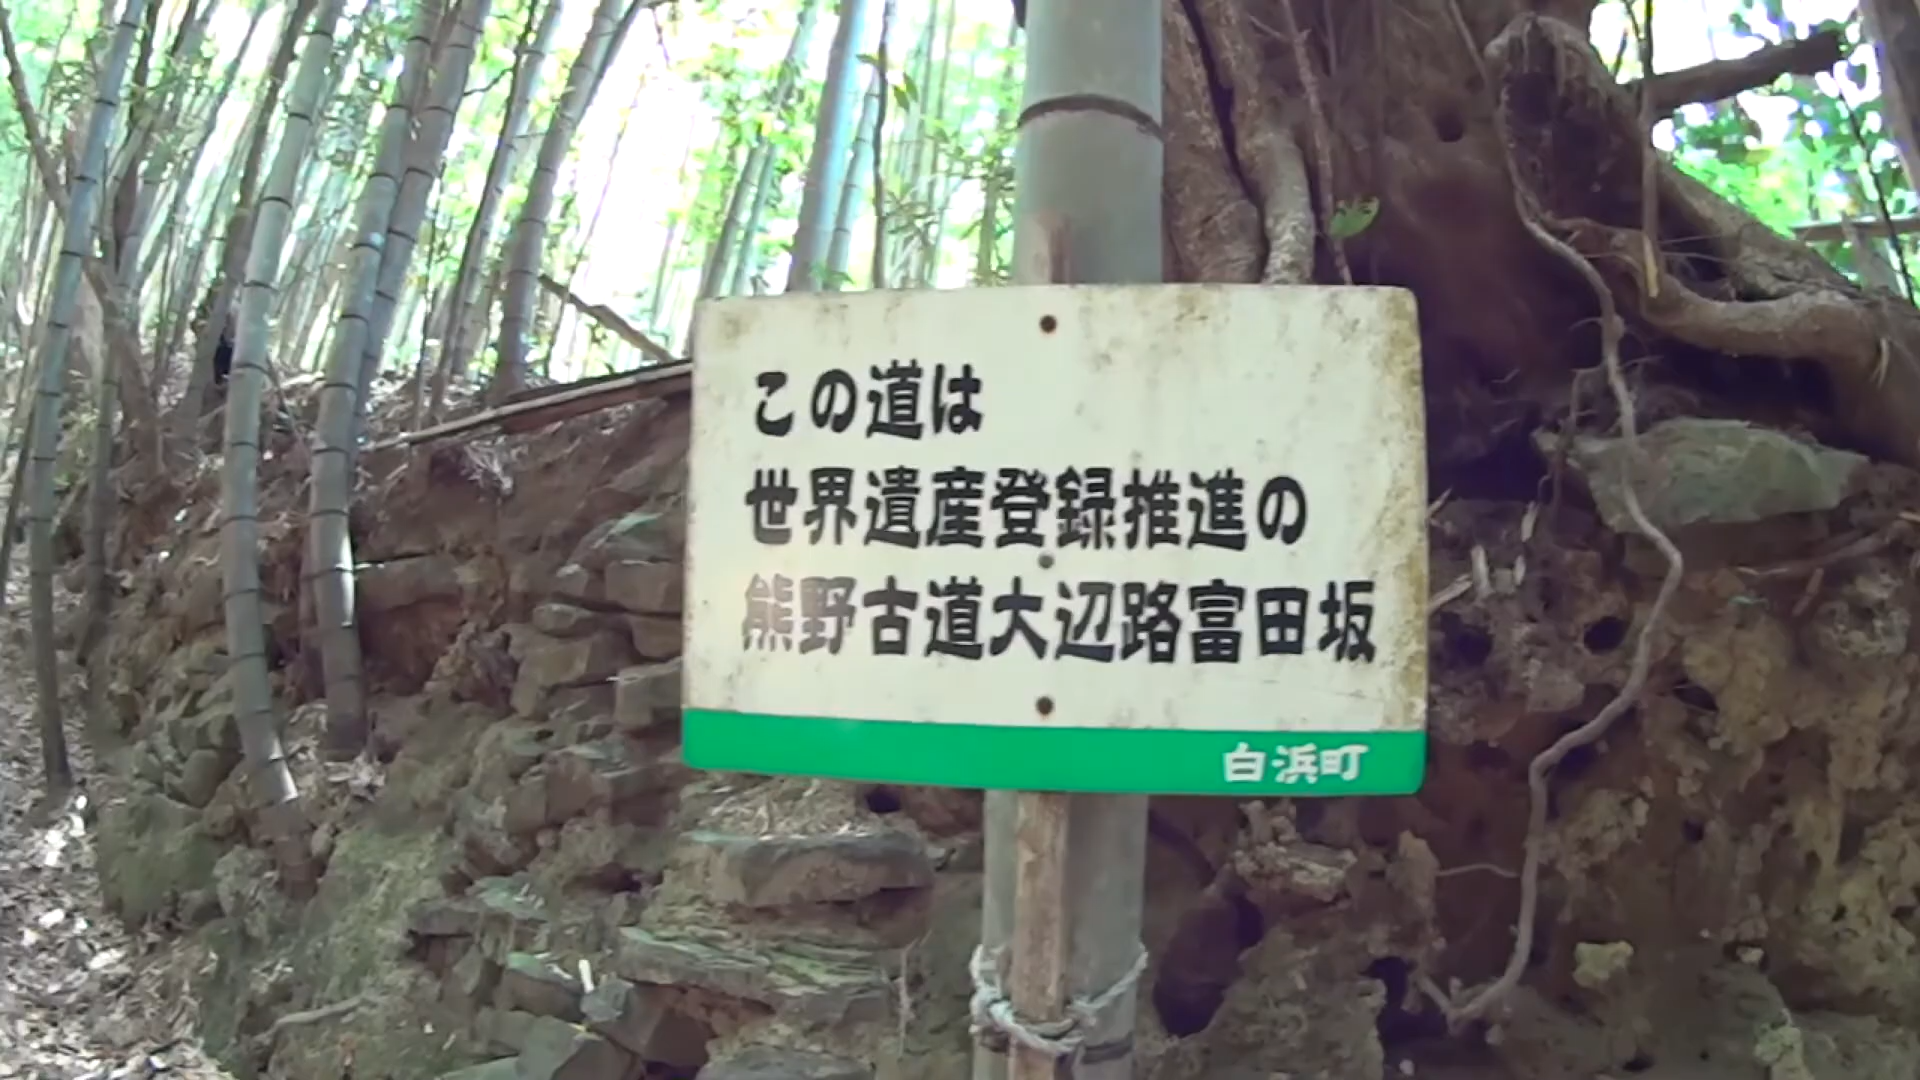 この道は
世界遺産登録推進の
熊野古道大辺路富田坂
白浜町